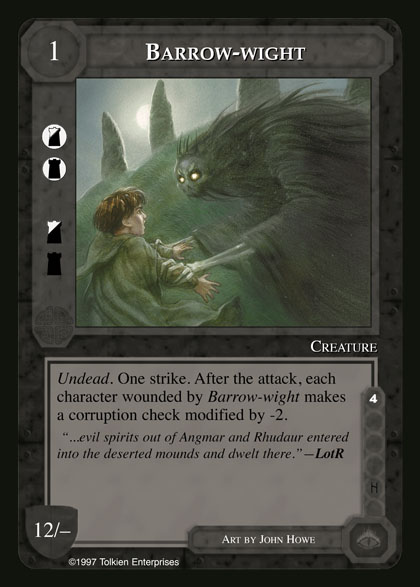 1
BARROW-WIGHT
CREATURE
Undead. One strike. After the attack, each
character wounded by Barrow-wight makes
a corruption check modified by -2.
4
“...evil spirits out of Angmar and Rhudaur entered
into the deserted mounds and dwelt there.”—LotR
H
12/–
ART BY JOHN HOWE
©1997 Tolkien Enterprises